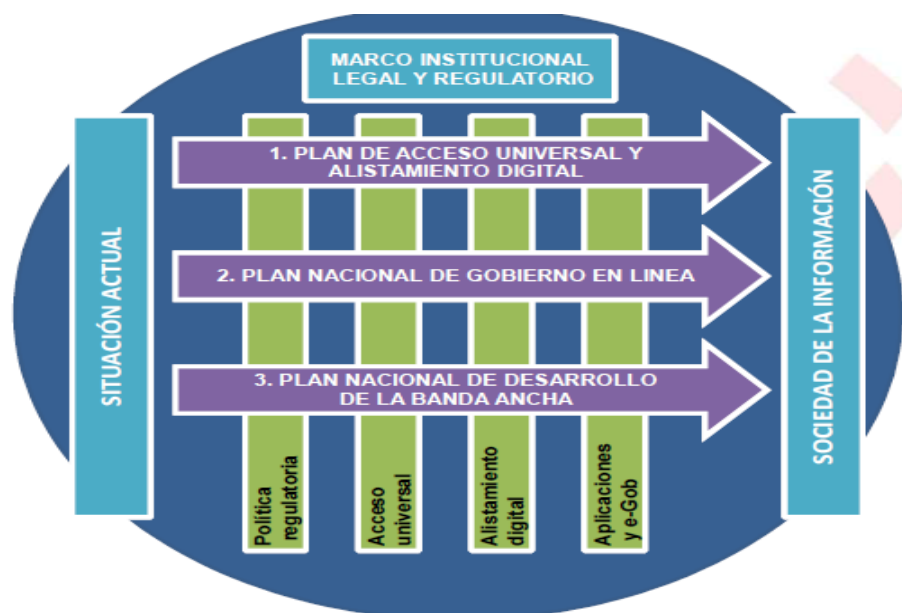 MARCO INSTITUCIONAL
LEGAL Y REGULATORIO
SITUACIÓN ACTUAL
1. PLAN DE ACCESO UNIVERSAL Y
ALISTAMIENTO DIGITAL
2. PLAN NACIONAL DE GOBIERNO EN LINEA
3. PLAN NACIONAL DE DESARROLLO
DE LA BANDA ANCHA
Política
regulatoria
Acceso
universal
Alistamiento
digital
Aplicaciones
y e-Gob
SOCIEDAD DE LA INFORMACIÓN